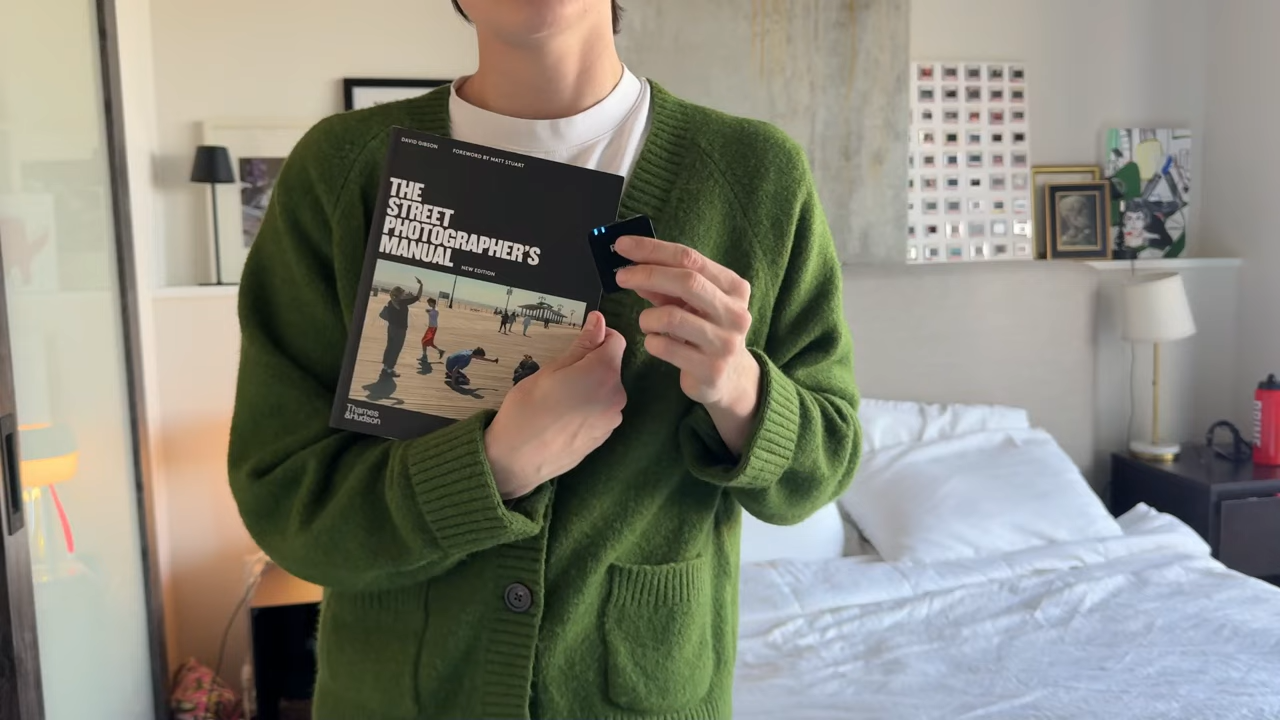 DAVID GIBSON FOREWORD BY MATT STUART
THE
STREET
PHOTOGRAPHER'S
MANUAL
NEW EDITION
Thames
&Hudson